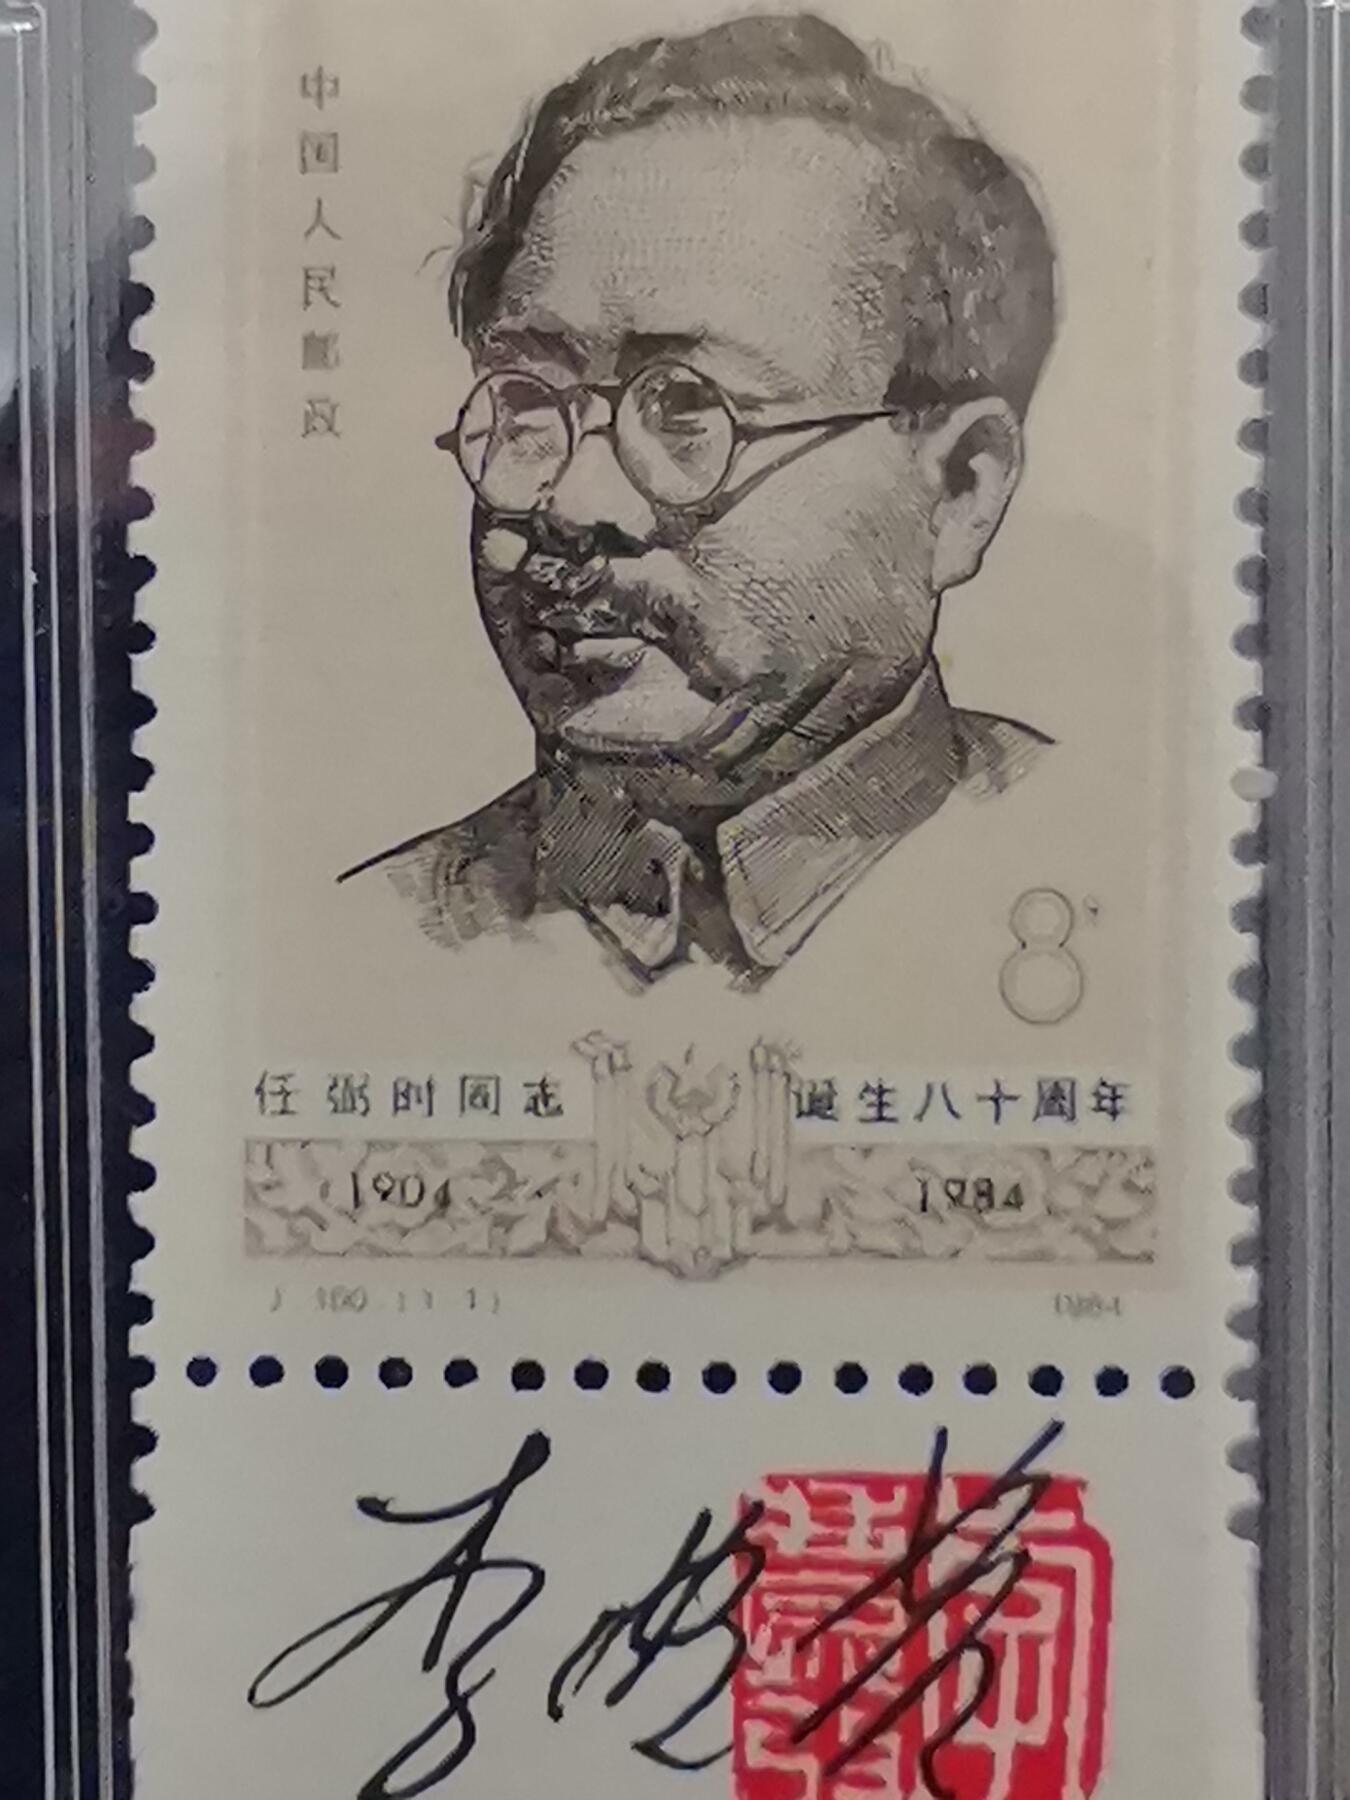 中国人民邮政
8分
任弼时同志 诞生八十周年
1904 1984
J.100.(1-1) 1984